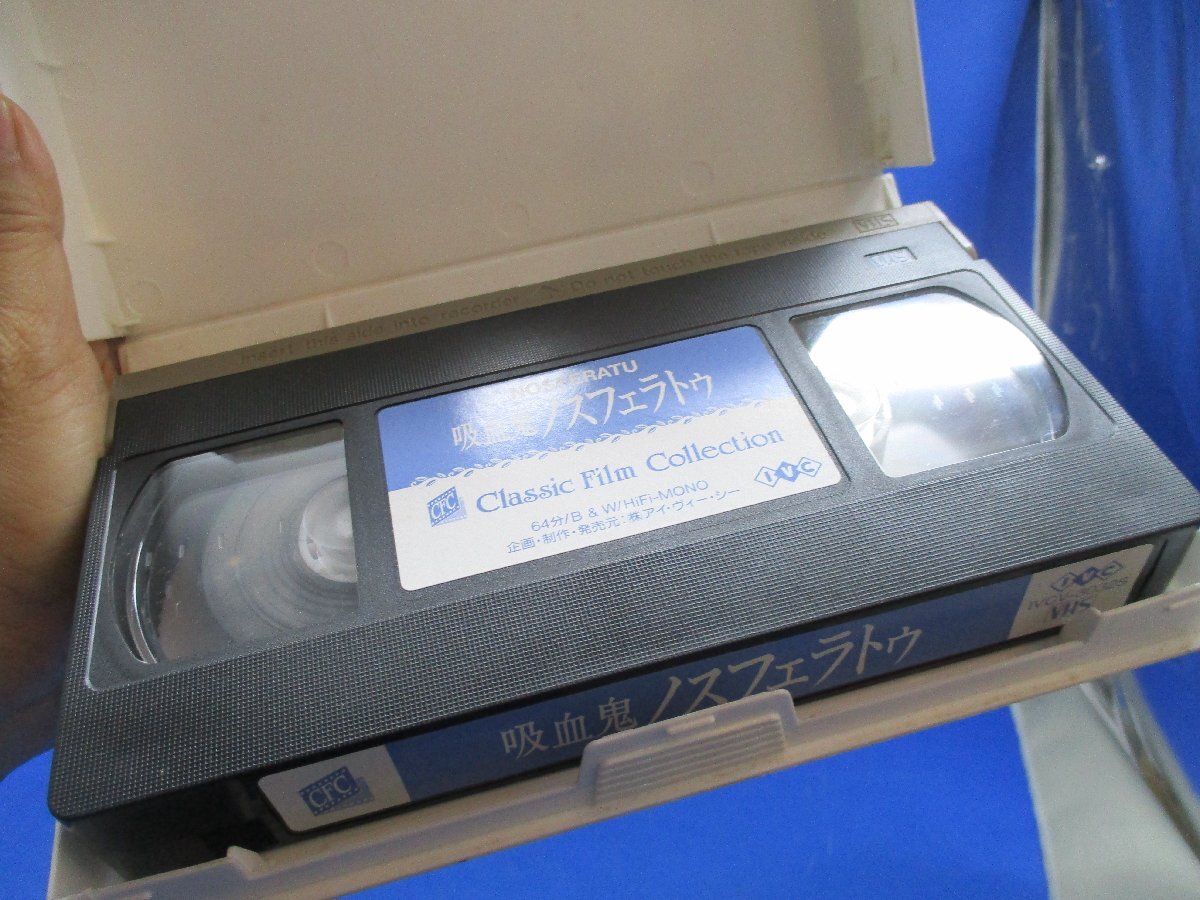 VHS
Insert this side into recorder Do not touch the tape inside
VHS
NOSFERATU
吸血鬼ノスフェラトゥ
CFC Classic Film Collection IVC
64分/B & W/HiFi-MONO
企画・制作・発売元:㈱アイ・ヴィー・シー
CFC 吸血鬼ノスフェラトゥ IVC
VHS